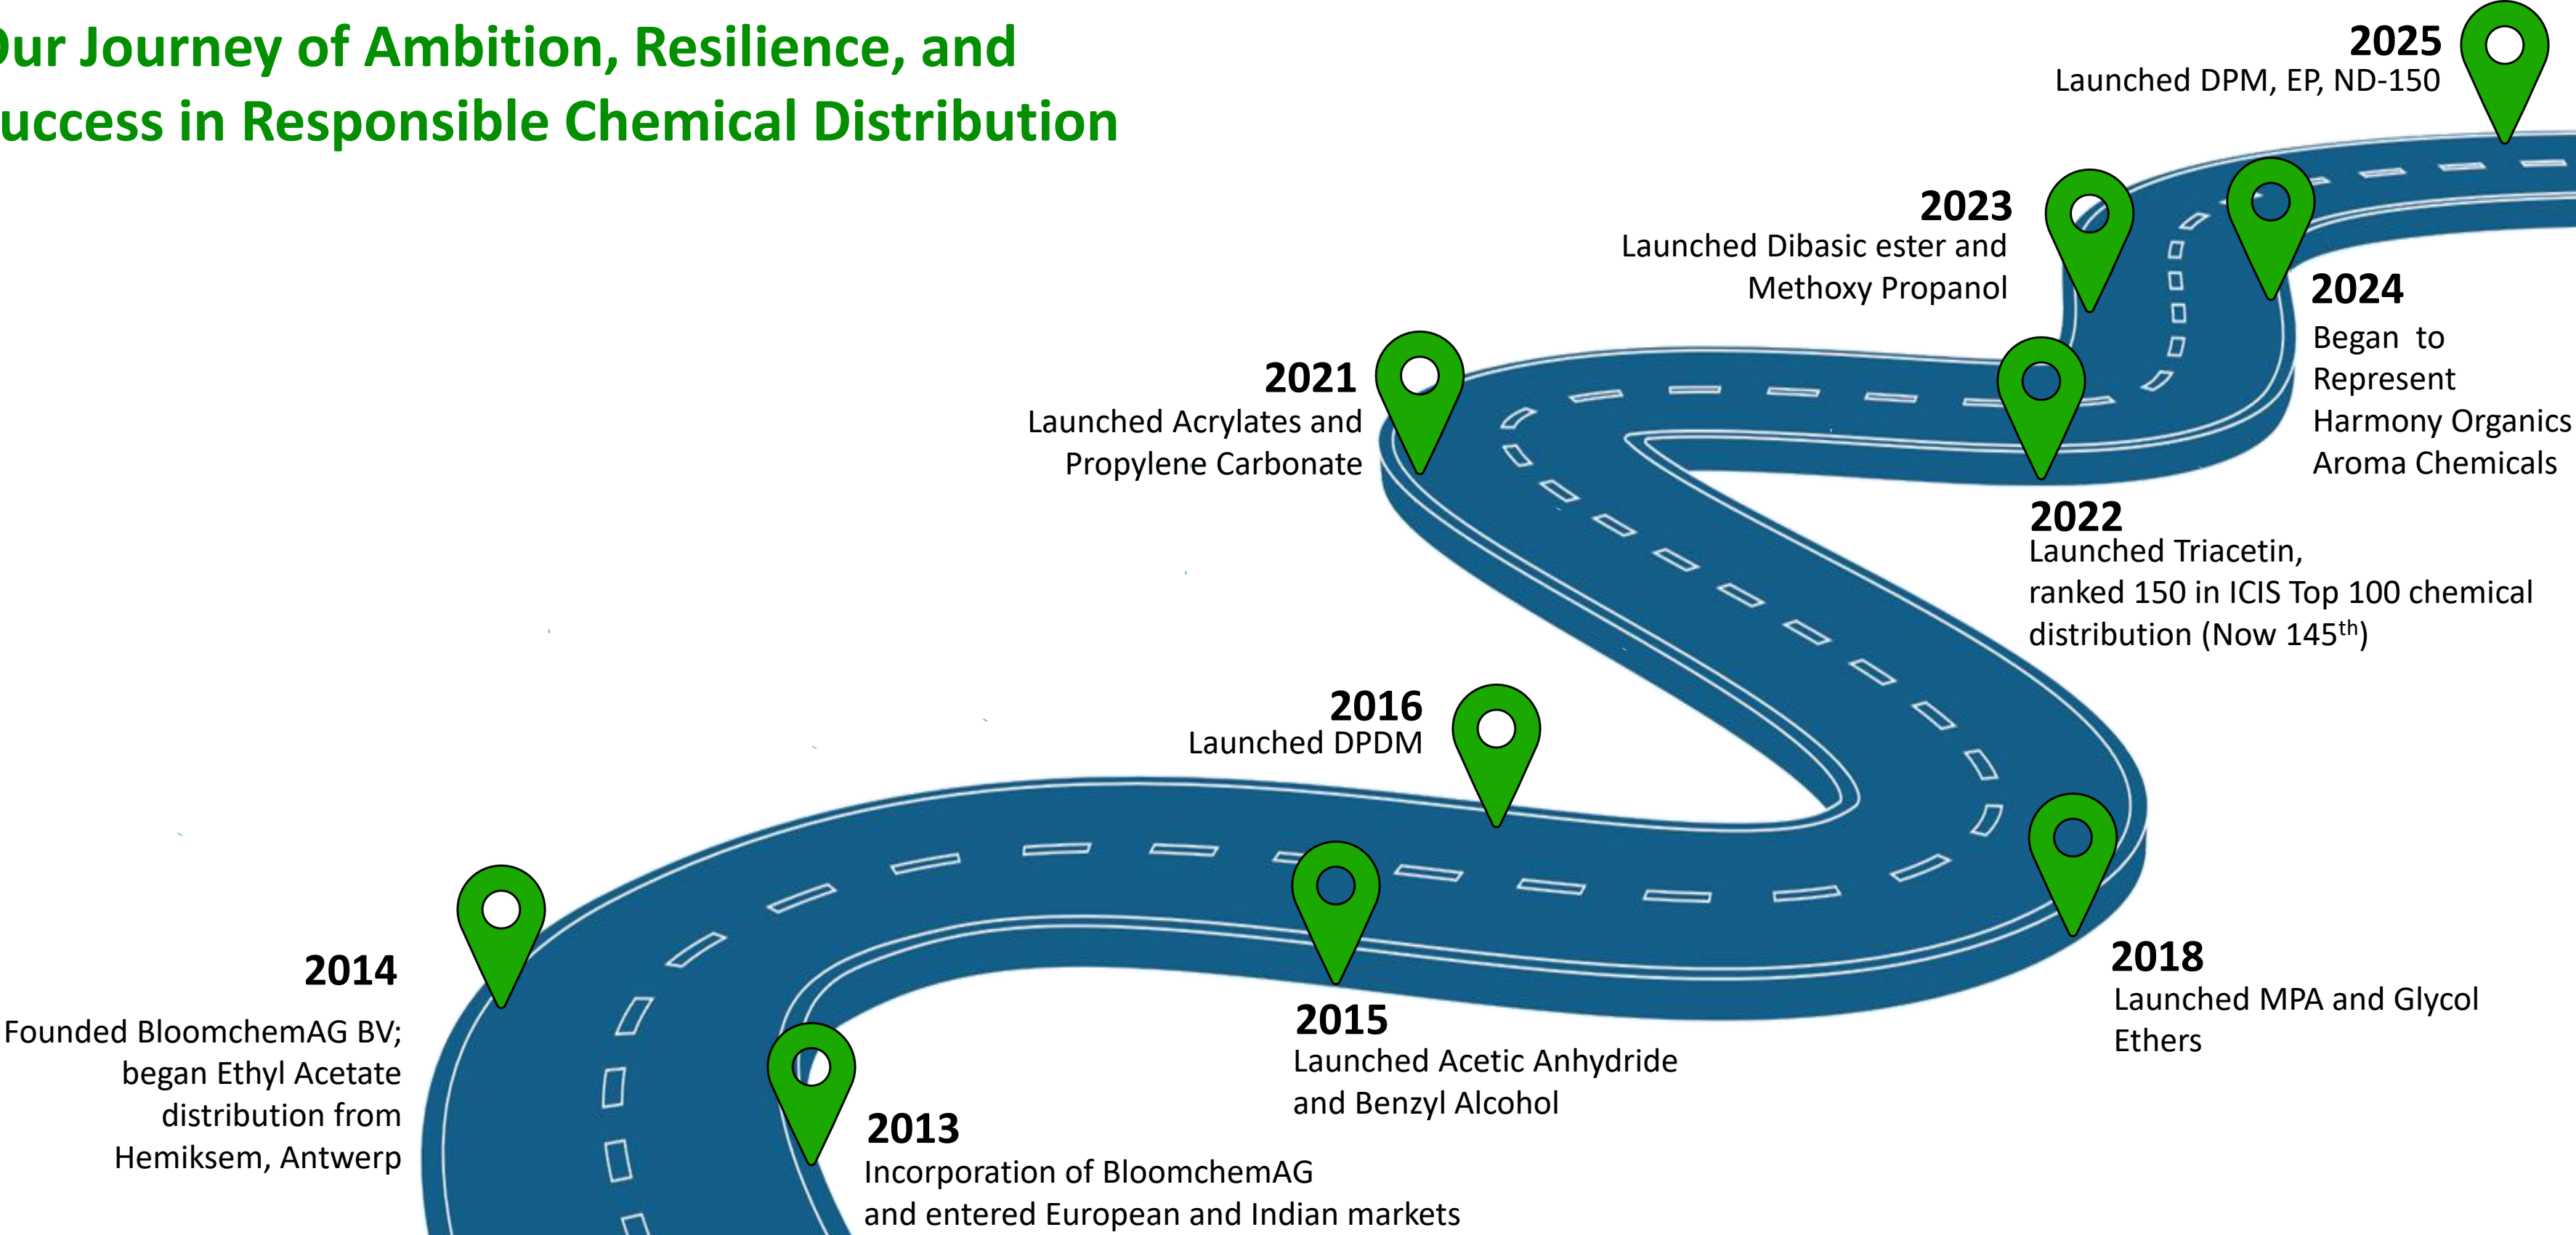 ur Journey of Ambition, Resilience, and
uccess in Responsible Chemical Distribution
2025
Launched DPM, EP, ND-150
2023
Launched Dibasic ester and
Methoxy Propanol
2024
Began to
Represent
Harmony Organics
Aroma Chemicals
2021
Launched Acrylates and
Propylene Carbonate
2022
Launched Triacetin,
ranked 150 in ICIS Top 100 chemical
distribution (Now 145th)
2016
Launched DPDM
2018
Launched MPA and Glycol
Ethers
2015
Launched Acetic Anhydride
and Benzyl Alcohol
2014
Founded BloomchemAG BV;
began Ethyl Acetate
distribution from
Hemiksem, Antwerp
2013
Incorporation of BloomchemAG
and entered European and Indian markets